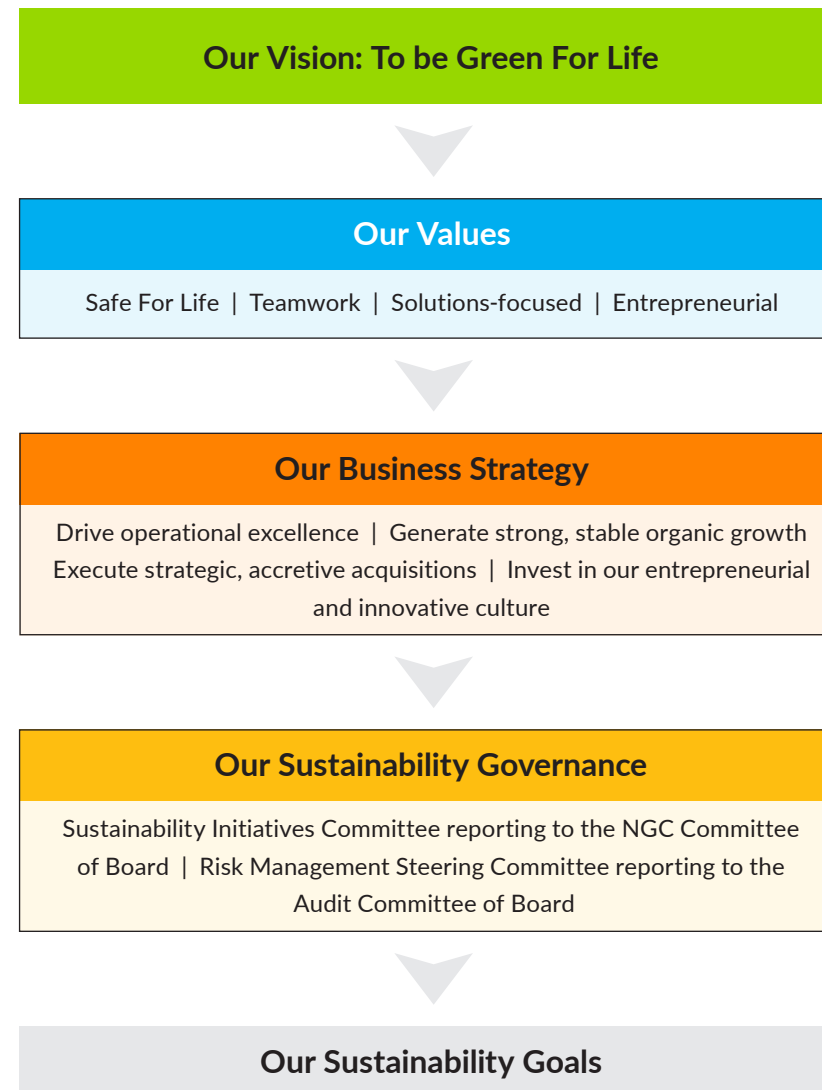 Our Vision: To be Green For Life
Our Values
Safe For Life | Teamwork | Solutions-focused | Entrepreneurial
Our Business Strategy
Drive operational excellence | Generate strong, stable organic growth
Execute strategic, accretive acquisitions | Invest in our entrepreneurial
and innovative culture
Our Sustainability Governance
Sustainability Initiatives Committee reporting to the NGC Committee
of Board | Risk Management Steering Committee reporting to the
Audit Committee of Board
Our Sustainability Goals